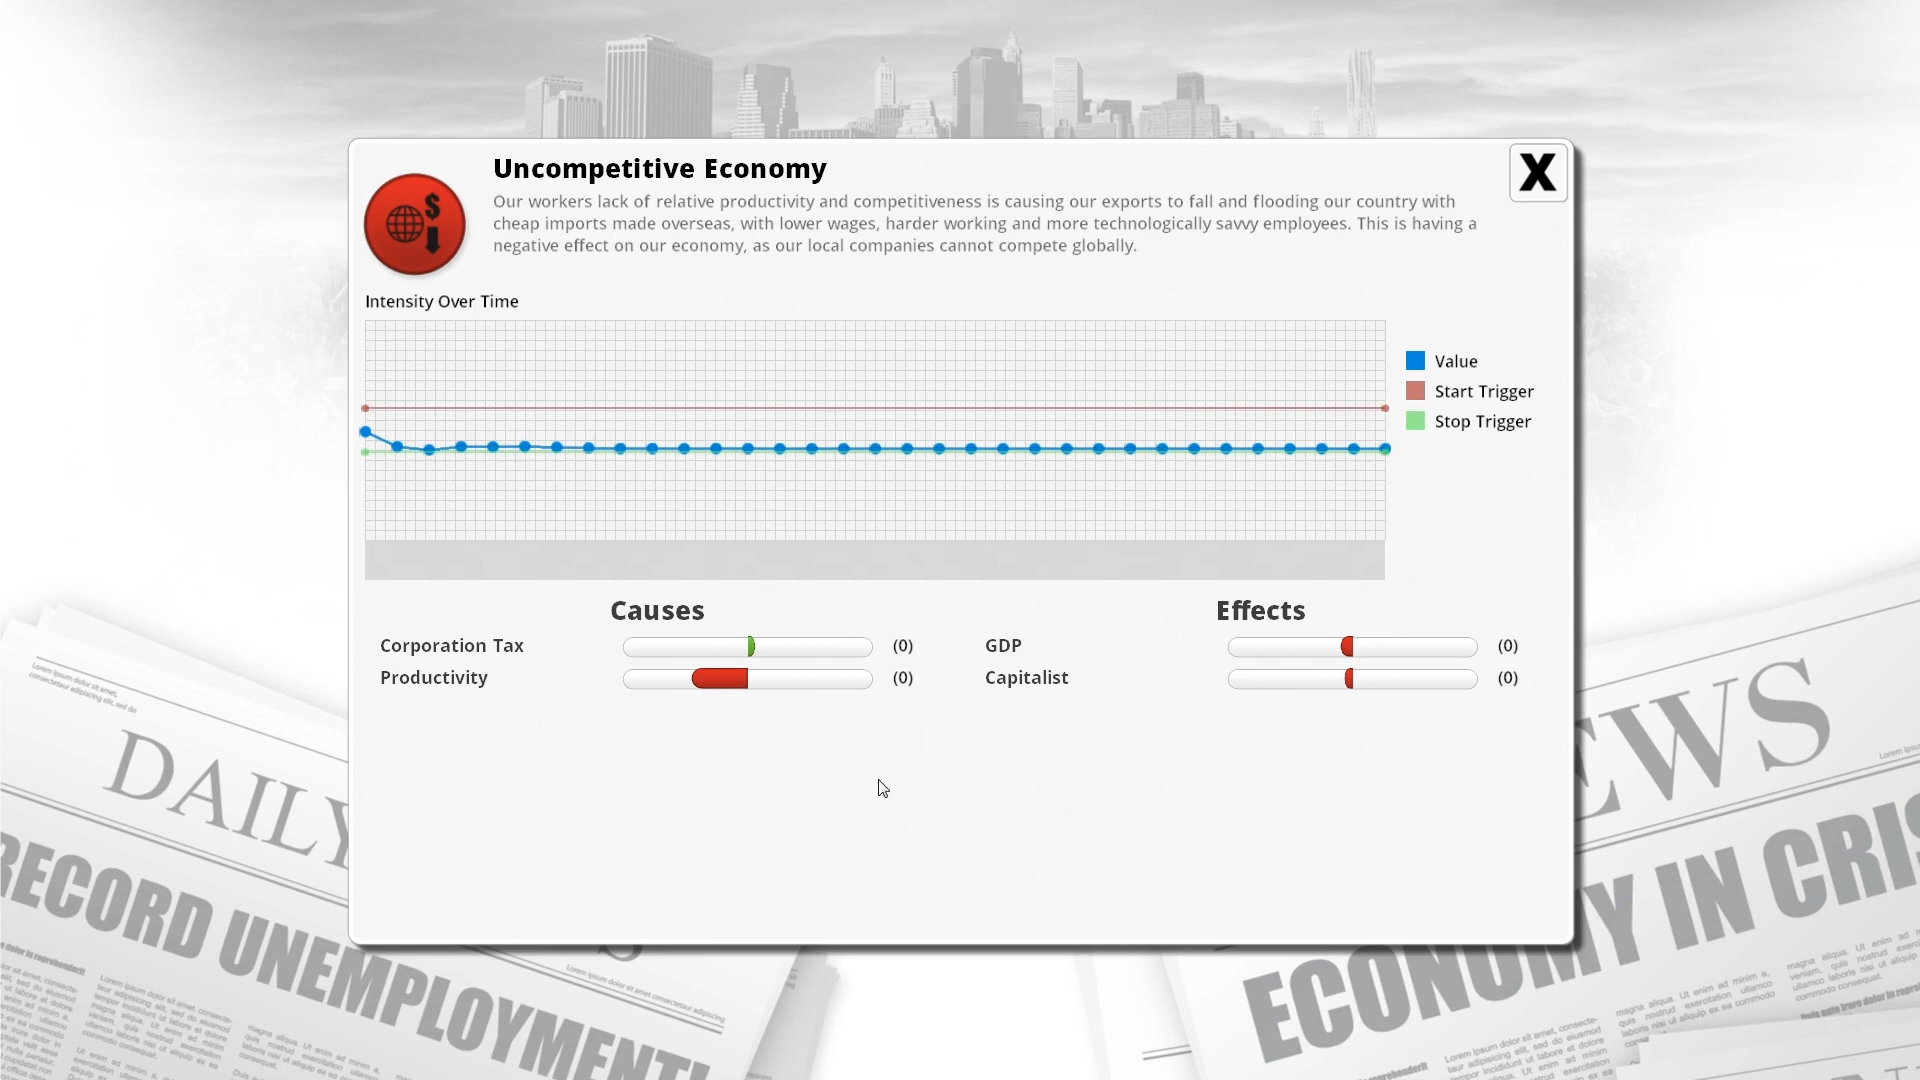 Uncompetitive Economy
X
Our workers lack of relative productivity and competitiveness is causing our exports to fall and flooding our country with
cheap imports made overseas, with lower wages, harder working and more technologically savvy employees. This is having a
negative effect on our economy, as our local companies cannot compete globally.
$
Intensity Over Time
Value
Start Trigger
Stop Trigger
Causes
Effects
Corporation Tax (0)
GDP (0)
Productivity (0)
Capitalist (0)
DAILY
RECORD UNEMPLOYMENT!
EWS
ECONOMY IN CRIS